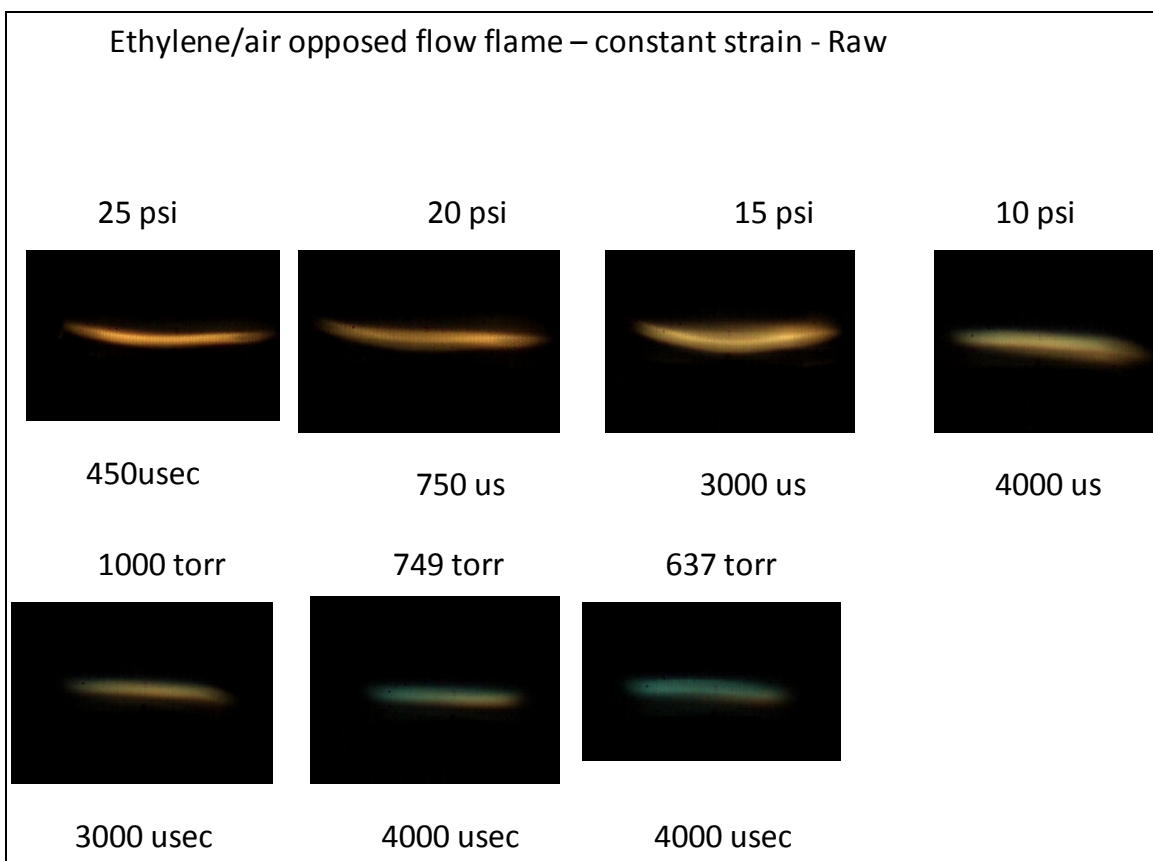 Ethylene/air opposed flow flame – constant strain - Raw
25 psi 20 psi 15 psi 10 psi
450usec 750 us 3000 us 4000 us
1000 torr 749 torr 637 torr
3000 usec 4000 usec 4000 usec